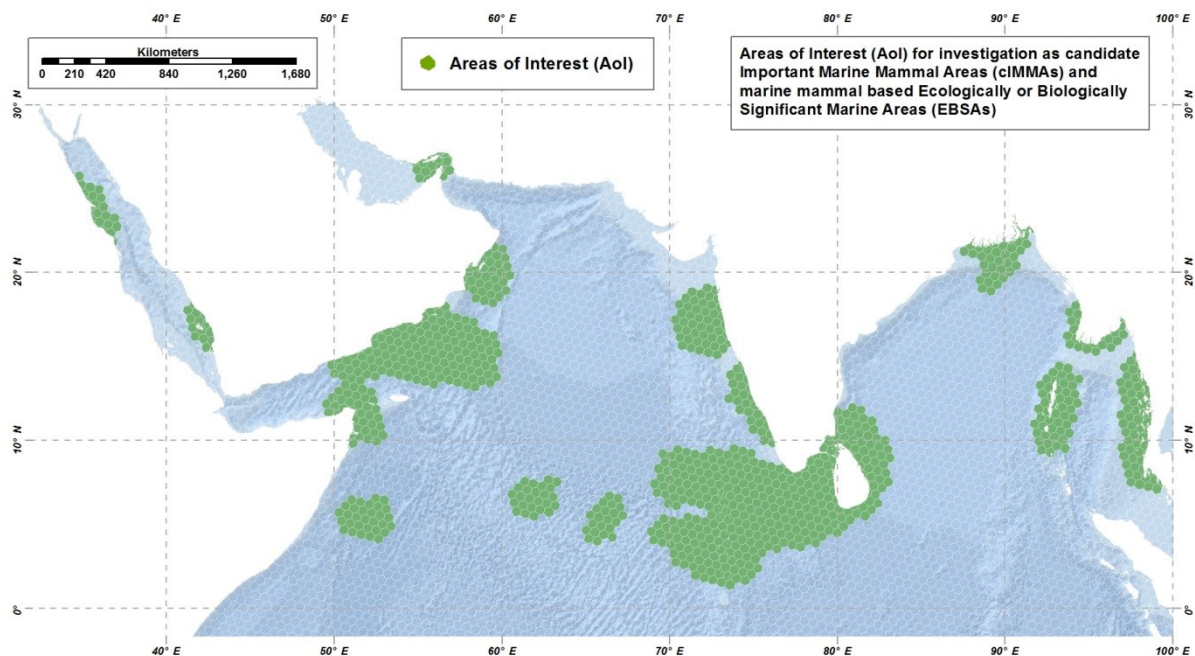 40° E 50° E 60° E 70° E 80° E 90° E 100° E
Kilometers
0 210 420 840 1,260 1,680
Areas of Interest (AoI)
Areas of Interest (AoI) for investigation as candidate
Important Marine Mammal Areas (cIMMAs) and
marine mammal based Ecologically or Biologically
Significant Marine Areas (EBSAs)
30° N 30° N
20° N 20° N
10° N 10° N
0° 0°
40° E 50° E 60° E 70° E 80° E 90° E 100° E